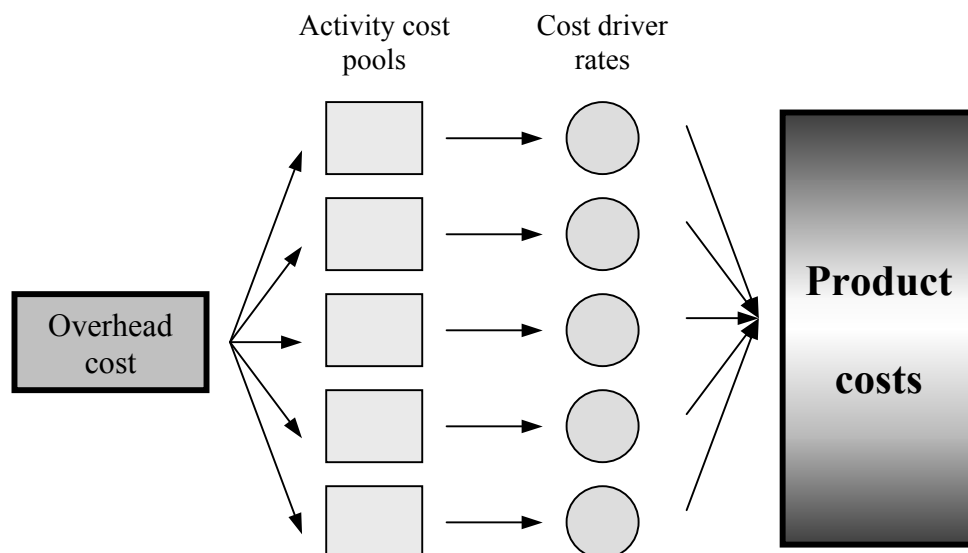 Activity cost
pools
Cost driver
rates
Overhead
cost
Product
costs